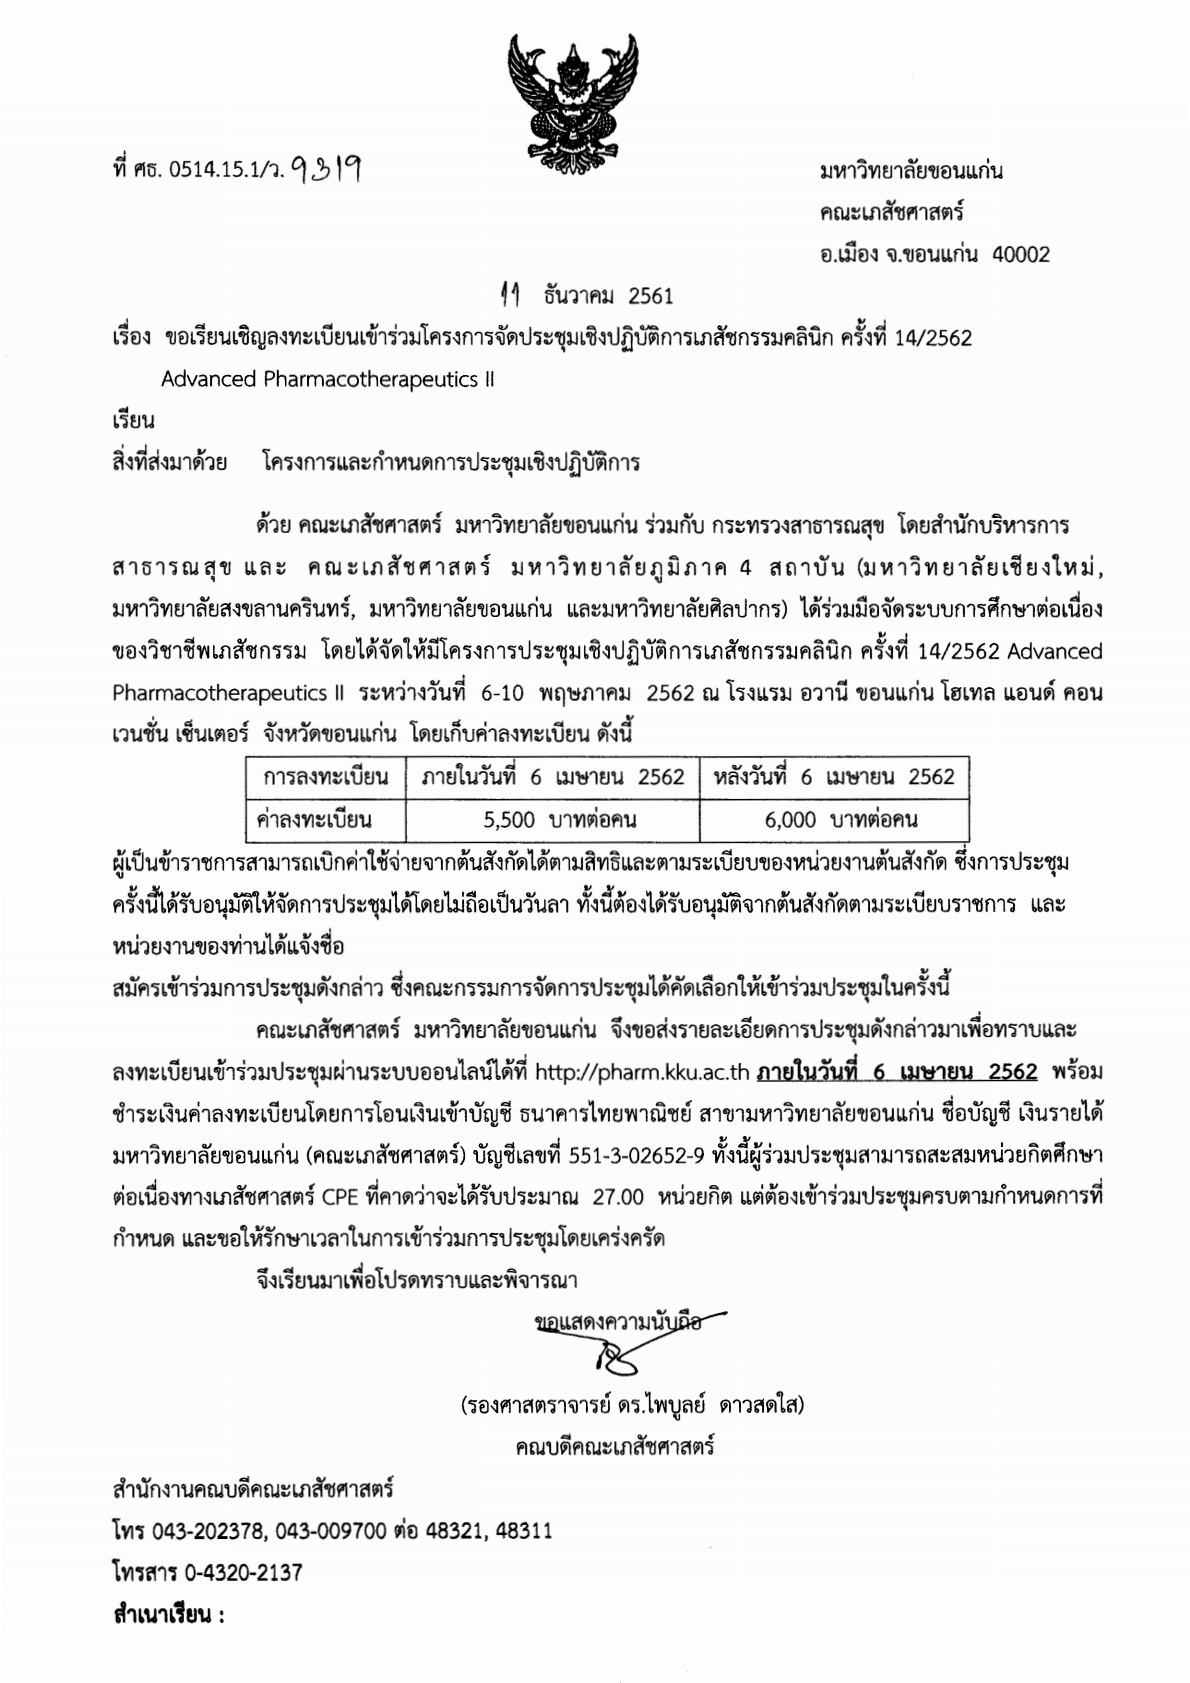 ที่ ศธ. 0514.15.1/ว. 9319
มหาวิทยาลัยขอนแก่น
คณะเภสัชศาสตร์
อ.เมือง จ.ขอนแก่น 40002
11 ธันวาคม 2561
เรื่อง ขอเรียนเชิญลงทะเบียนเข้าร่วมโครงการจัดประชุมเชิงปฏิบัติการเภสัชกรรมคลินิก ครั้งที่ 14/2562
Advanced Pharmacotherapeutics II
เรียน
สิ่งที่ส่งมาด้วย โครงการและกำหนดการประชุมเชิงปฏิบัติการ
ด้วย คณะเภสัชศาสตร์ มหาวิทยาลัยขอนแก่น ร่วมกับ กระทรวงสาธารณสุข โดยสำนักบริหารการ
สาธารณสุข และ คณะเภสัชศาสตร์ มหาวิทยาลัยภูมิภาค 4 สถาบัน (มหาวิทยาลัยเชียงใหม่,
มหาวิทยาลัยสงขลานครินทร์, มหาวิทยาลัยขอนแก่น และมหาวิทยาลัยศิลปากร) ได้ร่วมมือจัดระบบการศึกษาต่อเนื่อง
ของวิชาชีพเภสัชกรรม โดยได้จัดให้มีโครงการประชุมเชิงปฏิบัติการเภสัชกรรมคลินิก ครั้งที่ 14/2562 Advanced
Pharmacotherapeutics II ระหว่างวันที่ 6-10 พฤษภาคม 2562 ณ โรงแรม อวานี ขอนแก่น โฮเทล แอนด์ คอน
เวนชั่น เซ็นเตอร์ จังหวัดขอนแก่น โดยเก็บค่าลงทะเบียน ดังนี้
การลงทะเบียน ภายในวันที่ 6 เมษายน 2562 หลังวันที่ 6 เมษายน 2562
ค่าลงทะเบียน 5,500 บาทต่อคน 6,000 บาทต่อคน
ผู้เป็นข้าราชการสามารถเบิกค่าใช้จ่ายจากต้นสังกัดได้ตามสิทธิและตามระเบียบของหน่วยงานต้นสังกัด ซึ่งการประชุม
ครั้งนี้ได้รับอนุมัติให้จัดการประชุมได้โดยไม่ถือเป็นวันลา ทั้งนี้ต้องได้รับอนุมัติจากต้นสังกัดตามระเบียบราชการ และ
หน่วยงานของท่านได้แจ้งชื่อ
สมัครเข้าร่วมการประชุมดังกล่าว ซึ่งคณะกรรมการจัดการประชุมได้คัดเลือกให้เข้าร่วมประชุมในครั้งนี้
คณะเภสัชศาสตร์ มหาวิทยาลัยขอนแก่น จึงขอส่งรายละเอียดการประชุมดังกล่าวมาเพื่อทราบและ
ลงทะเบียนเข้าร่วมประชุมผ่านระบบออนไลน์ได้ที่ http://pharm.kku.ac.th ภายในวันที่ 6 เมษายน 2562 พร้อม
ชำระเงินค่าลงทะเบียนโดยการโอนเงินเข้าบัญชี ธนาคารไทยพาณิชย์ สาขามหาวิทยาลัยขอนแก่น ชื่อบัญชี เงินรายได้
มหาวิทยาลัยขอนแก่น (คณะเภสัชศาสตร์) บัญชีเลขที่ 551-3-02652-9 ทั้งนี้ผู้ร่วมประชุมสามารถสะสมหน่วยกิตศึกษา
ต่อเนื่องทางเภสัชศาสตร์ CPE ที่คาดว่าจะได้รับประมาณ 27.00 หน่วยกิต แต่ต้องเข้าร่วมประชุมครบตามกำหนดการที่
กำหนด และขอให้รักษาเวลาในการเข้าร่วมการประชุมโดยเคร่งครัด
จึงเรียนมาเพื่อโปรดทราบและพิจารณา
ขอแสดงความนับถือ
(รองศาสตราจารย์ ดร.ไพบูลย์ ดาวสดใส)
คณบดีคณะเภสัชศาสตร์
สำนักงานคณบดีคณะเภสัชศาสตร์
โทร 043-202378, 043-009700 ต่อ 48321, 48311
โทรสาร 0-4320-2137
สำเนาเรียน :